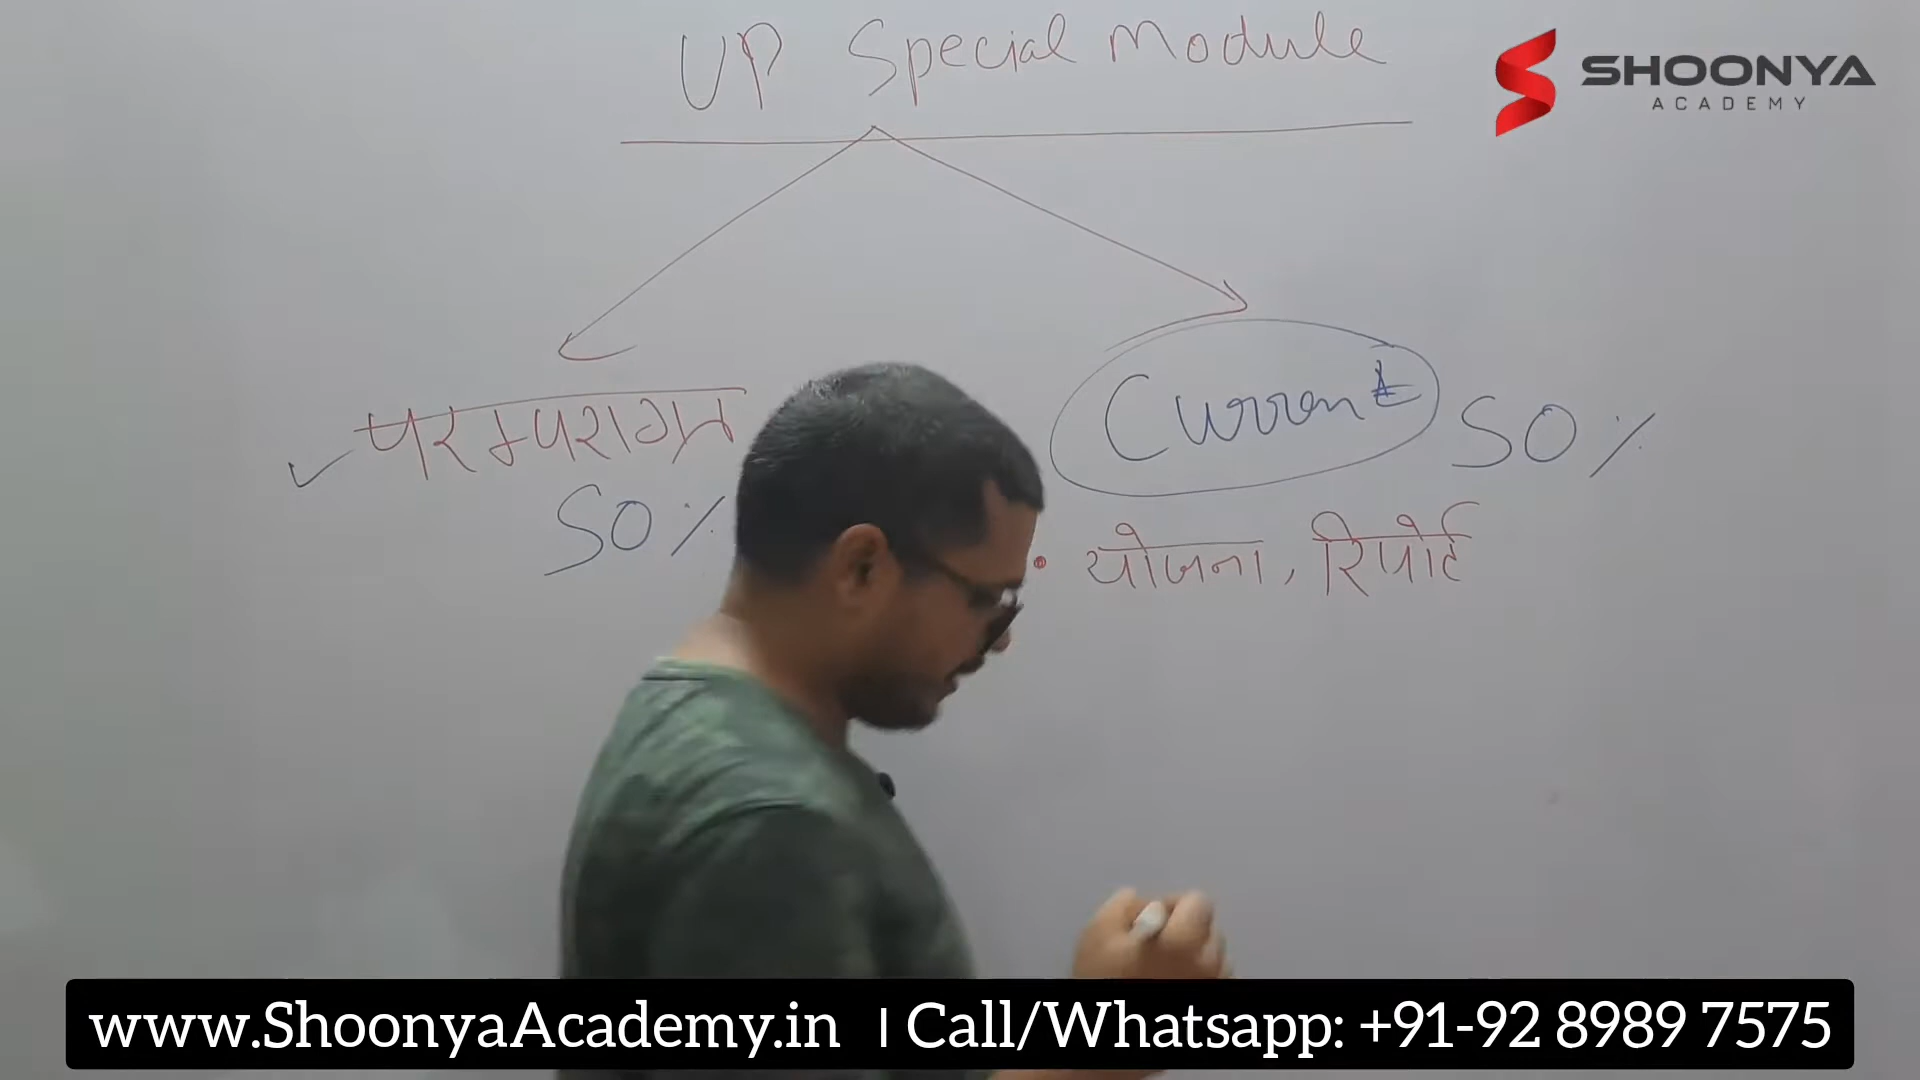 UP Special Module
SHOONYA
ACADEMY
परम्परागत
50%
Current 50%
• योजना, रिपोर्ट
www.ShoonyaAcademy.in | Call/Whatsapp: +91-92 8989 7575